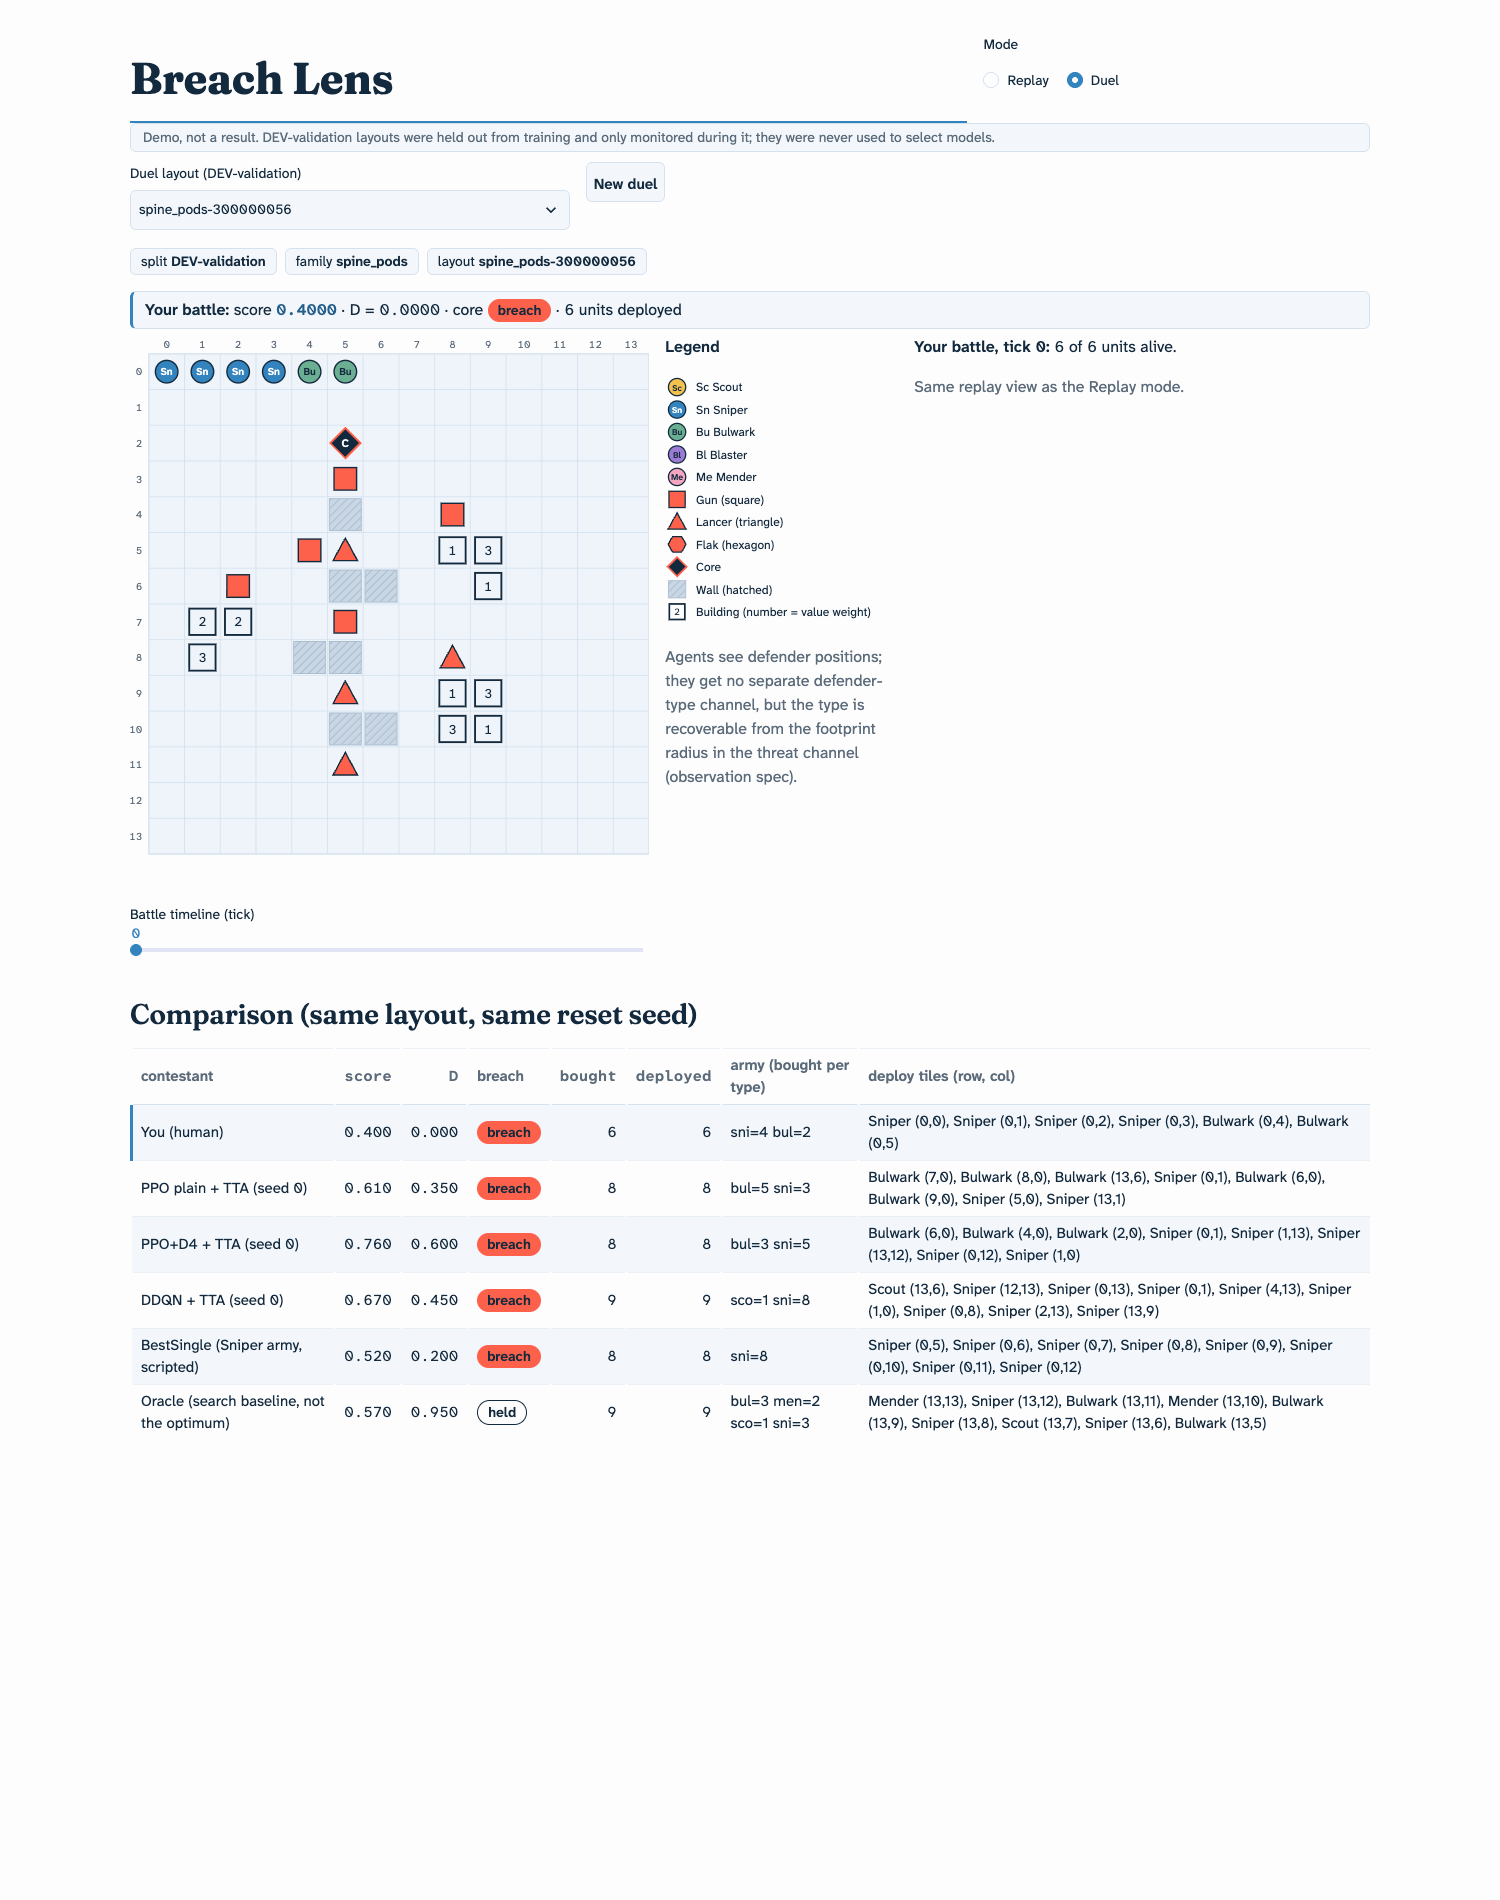 Breach Lens
Mode
Replay
Duel
Demo, not a result. DEV-validation layouts were held out from training and only monitored during it; they were never used to select models.
Duel layout (DEV-validation)
New duel
spine_pods-300000056
split DEV-validation
family spine_pods
layout spine_pods-300000056
Your battle: score 0.4000 · D = 0.0000 · core breach · 6 units deployed
0 1 2 3 4 5 6 7 8 9 10 11 12 13
0 Sn Sn Sn Sn Bu Bu
1
2 C
3
4
5 1 3
6 1
7 2 2
8 3
9 1 3
10 3 1
11
12
13
Legend
Sc Sc Scout
Sn Sn Sniper
Bu Bu Bulwark
Bl Bl Blaster
Me Me Mender
Gun (square)
Lancer (triangle)
Flak (hexagon)
Core
Wall (hatched)
2 Building (number = value weight)
Agents see defender positions;
they get no separate defender-
type channel, but the type is
recoverable from the footprint
radius in the threat channel
(observation spec).
Your battle, tick 0: 6 of 6 units alive.
Same replay view as the Replay mode.
Battle timeline (tick)
0
Comparison (same layout, same reset seed)
contestant score D breach bought deployed army (bought per type) deploy tiles (row, col)
You (human) 0.400 0.000 breach 6 6 sni=4 bul=2 Sniper (0,0), Sniper (0,1), Sniper (0,2), Sniper (0,3), Bulwark (0,4), Bulwark
(0,5)
PPO plain + TTA (seed 0) 0.610 0.350 breach 8 8 bul=5 sni=3 Bulwark (7,0), Bulwark (8,0), Bulwark (13,6), Sniper (0,1), Bulwark (6,0),
Bulwark (9,0), Sniper (5,0), Sniper (13,1)
PPO+D4 + TTA (seed 0) 0.760 0.600 breach 8 8 bul=3 sni=5 Bulwark (6,0), Bulwark (4,0), Bulwark (2,0), Sniper (0,1), Sniper (1,13), Sniper
(13,12), Sniper (0,12), Sniper (1,0)
DDQN + TTA (seed 0) 0.670 0.450 breach 9 9 sco=1 sni=8 Scout (13,6), Sniper (12,13), Sniper (0,13), Sniper (0,1), Sniper (4,13), Sniper
(1,0), Sniper (0,8), Sniper (2,13), Sniper (13,9)
BestSingle (Sniper army,
scripted) 0.520 0.200 breach 8 8 sni=8 Sniper (0,5), Sniper (0,6), Sniper (0,7), Sniper (0,8), Sniper (0,9), Sniper
(0,10), Sniper (0,11), Sniper (0,12)
Oracle (search baseline, not
the optimum) 0.570 0.950 held 9 9 bul=3 men=2
sco=1 sni=3 Mender (13,13), Sniper (13,12), Bulwark (13,11), Mender (13,10), Bulwark
(13,9), Sniper (13,8), Scout (13,7), Sniper (13,6), Bulwark (13,5)